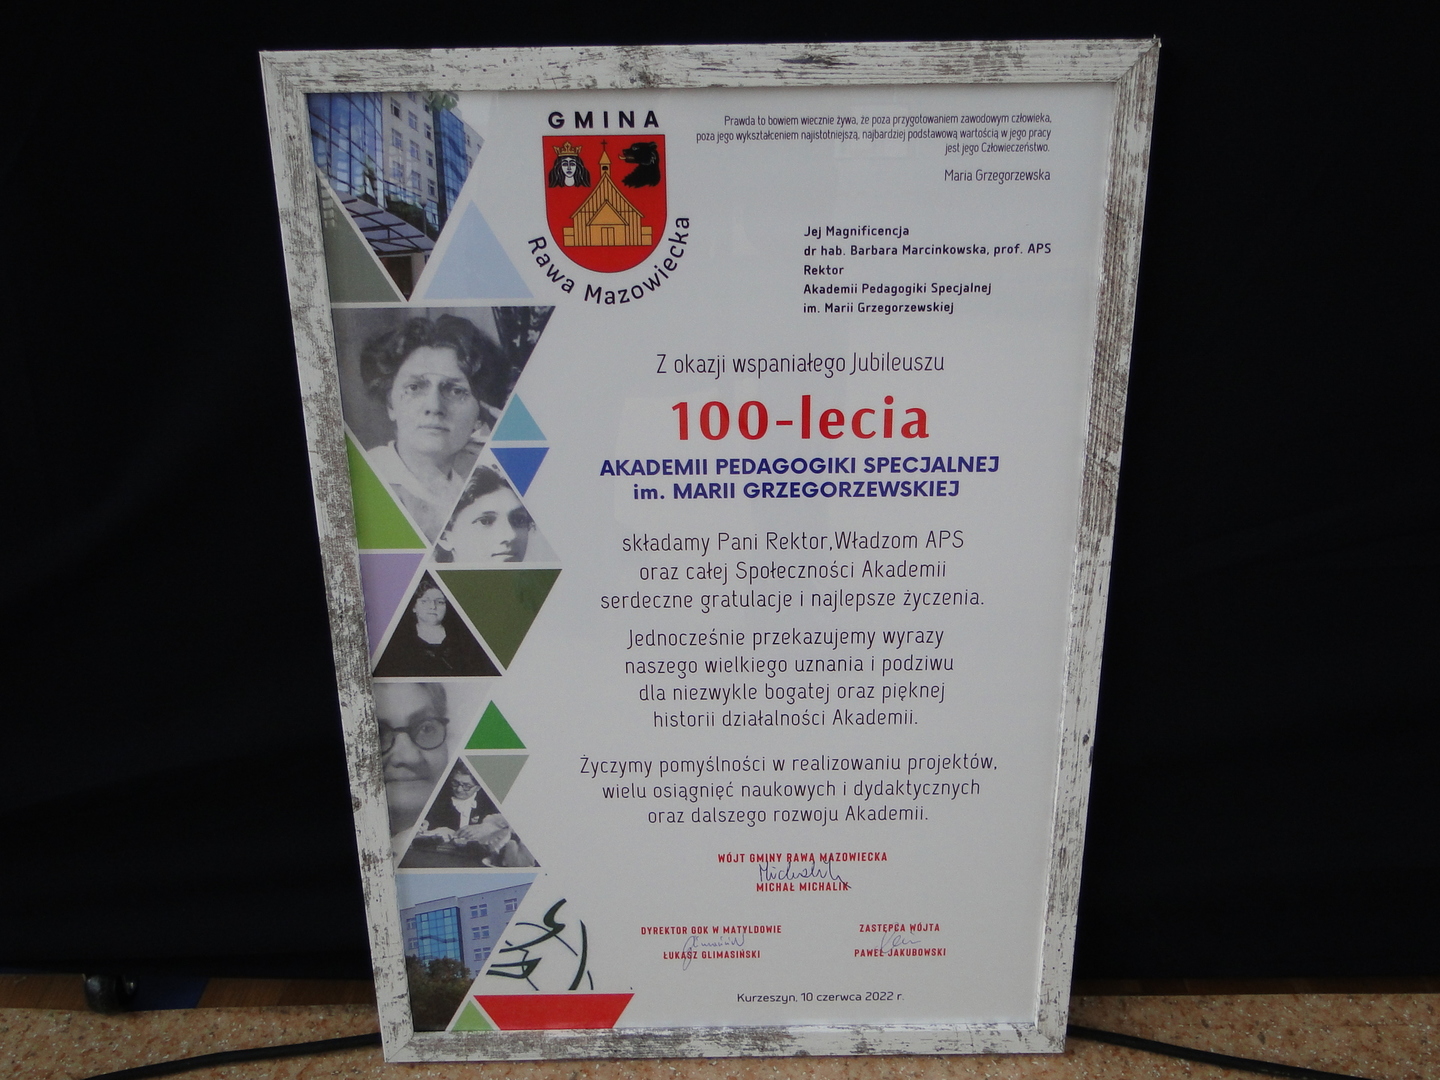 GMINA
Rawa Mazowiecka
Prawda to bowiem wiecznie żywa, że poza przygotowaniem zawodowym człowieka,
poza jego wykształceniem najistotniejszą, najbardziej podstawową wartością w jego pracy
jest jego Człowieczeństwo.
Maria Grzegorzewska
Jej Magnificencja
dr hab. Barbara Marcinkowska, prof. APS
Rektor
Akademii Pedagogiki Specjalnej
im. Marii Grzegorzewskiej
Z okazji wspaniałego Jubileuszu
100-lecia
AKADEMII PEDAGOGIKI SPECJALNEJ
im. MARII GRZEGORZEWSKIEJ
składamy Pani Rektor,Władzom APS
oraz całej Społeczności Akademii
serdeczne gratulacje i najlepsze życzenia.
Jednocześnie przekazujemy wyrazy
naszego wielkiego uznania i podziwu
dla niezwykle bogatej oraz pięknej
historii działalności Akademii.
Życzymy pomyślności w realizowaniu projektów,
wielu osiągnięć naukowych i dydaktycznych
oraz dalszego rozwoju Akademii.
WÓJT GMINY RAWA MAZOWIECKA
MICHAŁ MICHALIK
DYREKTOR GOK W MATYLDOWIE
ŁUKASZ GLIMASIŃSKI
ZASTĘPCA WÓJTA
PAWEŁ JAKUBOWSKI
Kurzeszyn, 10 czerwca 2022 r.